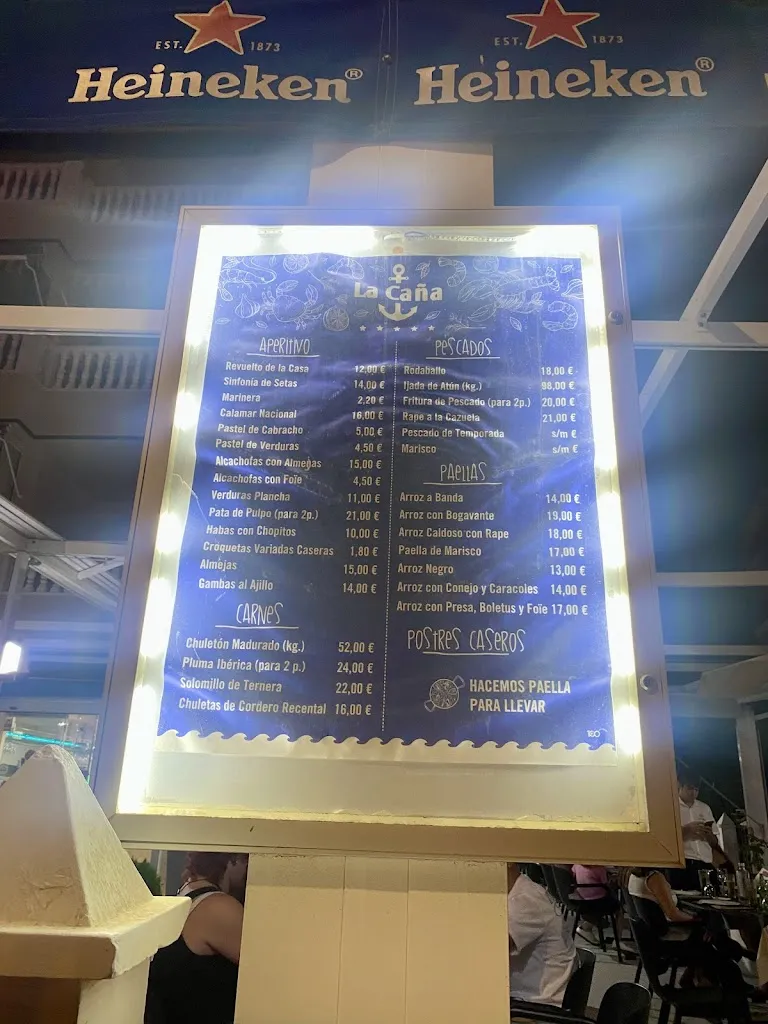 EST. 1873
Heineken®
EST. 1873
Heineken®
La Caña
APERITIVO
Revuelto de la Casa 12,00 €
Sinfonía de Setas 14,00 €
Marinera 2,20 €
Calamar Nacional 16,00 €
Pastel de Cabracho 5,00 €
Pastel de Verduras 4,50 €
Alcachofas con Almejas 15,00 €
Alcachofas con Foie 4,50 €
Verduras Plancha 11,00 €
Pata de Pulpo (para 2p.) 21,00 €
Habas con Chopitos 10,00 €
Croquetas Variadas Caseras 1,80 €
Almejas 15,00 €
Gambas al Ajillo 14,00 €
CARNES
Chuletón Madurado (kg.) 52,00 €
Pluma Ibérica (para 2 p.) 24,00 €
Solomillo de Ternera 22,00 €
Chuletas de Cordero Recental 16,00 €
PESCADOS
Rodaballo 18,00 €
Ijada de Atún (kg.) 98,00 €
Fritura de Pescado (para 2p.) 20,00 €
Rape a la Cazuela 21,00 €
Pescado de Temporada s/m €
Marisco s/m €
PAELLAS
Arroz a Banda 14,00 €
Arroz con Bogavante 19,00 €
Arroz Caldoso con Rape 18,00 €
Paella de Marisco 17,00 €
Arroz Negro 13,00 €
Arroz con Conejo y Caracoles 14,00 €
Arroz con Presa, Boletus y Foie 17,00 €
POSTRES CASEROS
HACEMOS PAELLA
PARA LLEVAR